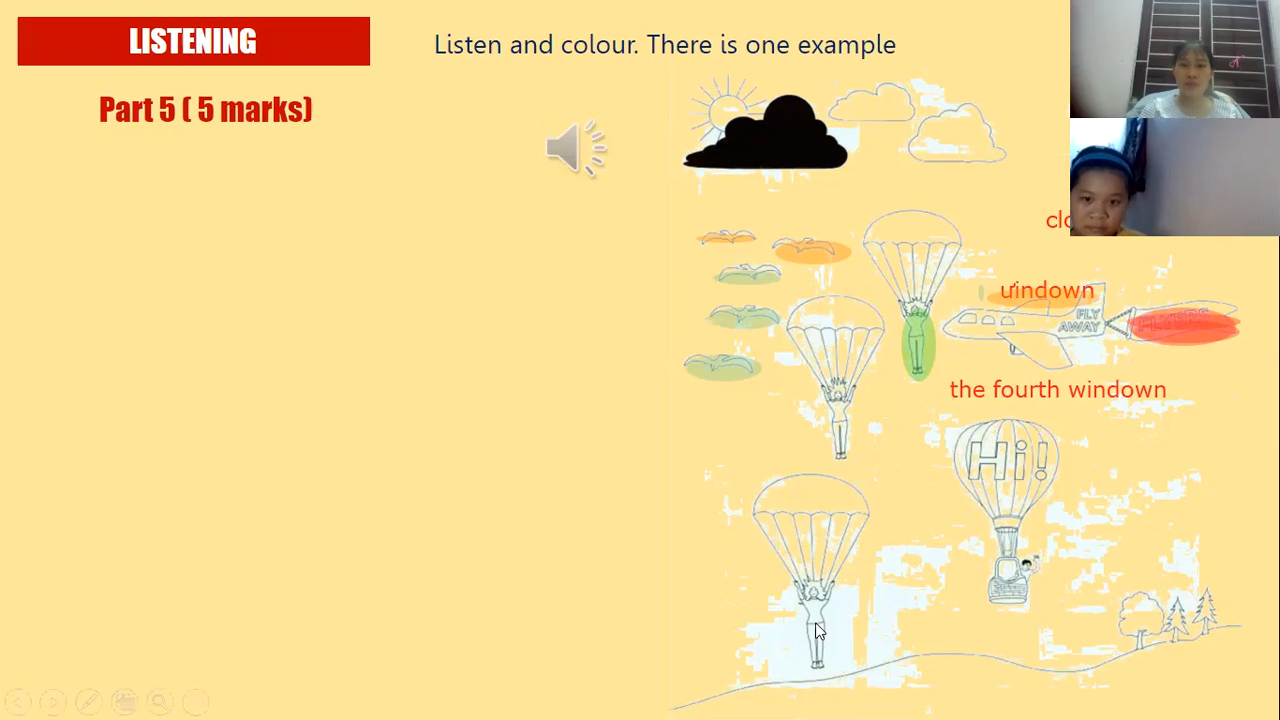 LISTENING
Listen and colour. There is one example
Part 5 ( 5 marks)
windown
FLY
AWAY
FLYERS
the fourth windown
Hi!